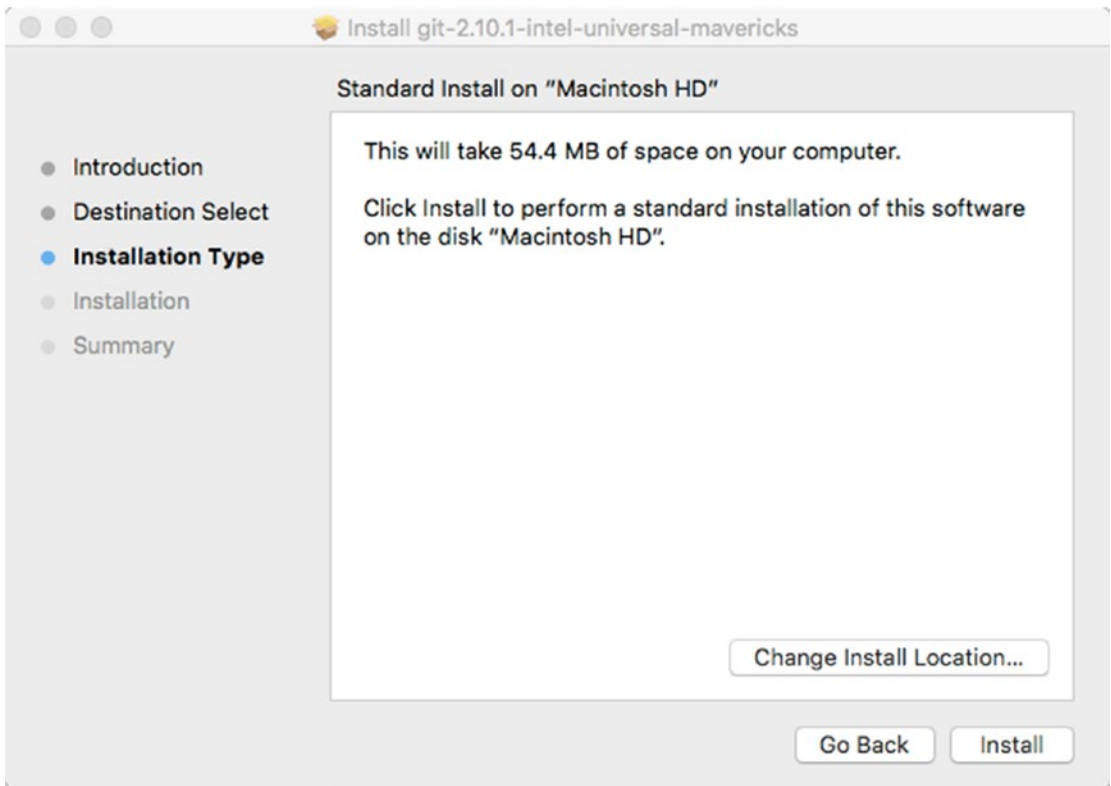 Install git-2.10.1-intel-universal-mavericks
Standard Install on “Macintosh HD”
Introduction
Destination Select
Installation Type
Installation
Summary
This will take 54.4 MB of space on your computer.
Click Install to perform a standard installation of this software
on the disk “Macintosh HD”.
Change Install Location...
Go Back
Install